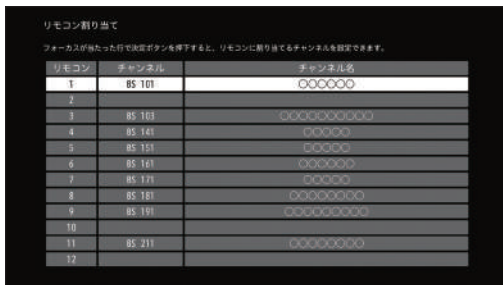 リモコン割り当て
フォーカスが当たった行で決定ボタンを押下すると、リモコンに割り当てるチャンネルを設定できます。
リモコン チャンネル チャンネル名
1 BS 101 〇〇〇〇〇〇
2
3 BS 103 〇〇〇〇〇〇〇〇〇〇
4 BS 141 〇〇〇〇〇
5 BS 151 〇〇〇〇〇
6 BS 161 〇〇〇〇〇〇
7 BS 171 〇〇〇〇〇
8 BS 181 〇〇〇〇〇〇〇〇
9 BS 191 〇〇〇〇〇〇〇〇〇
10
11 BS 211 〇〇〇〇〇〇〇〇
12